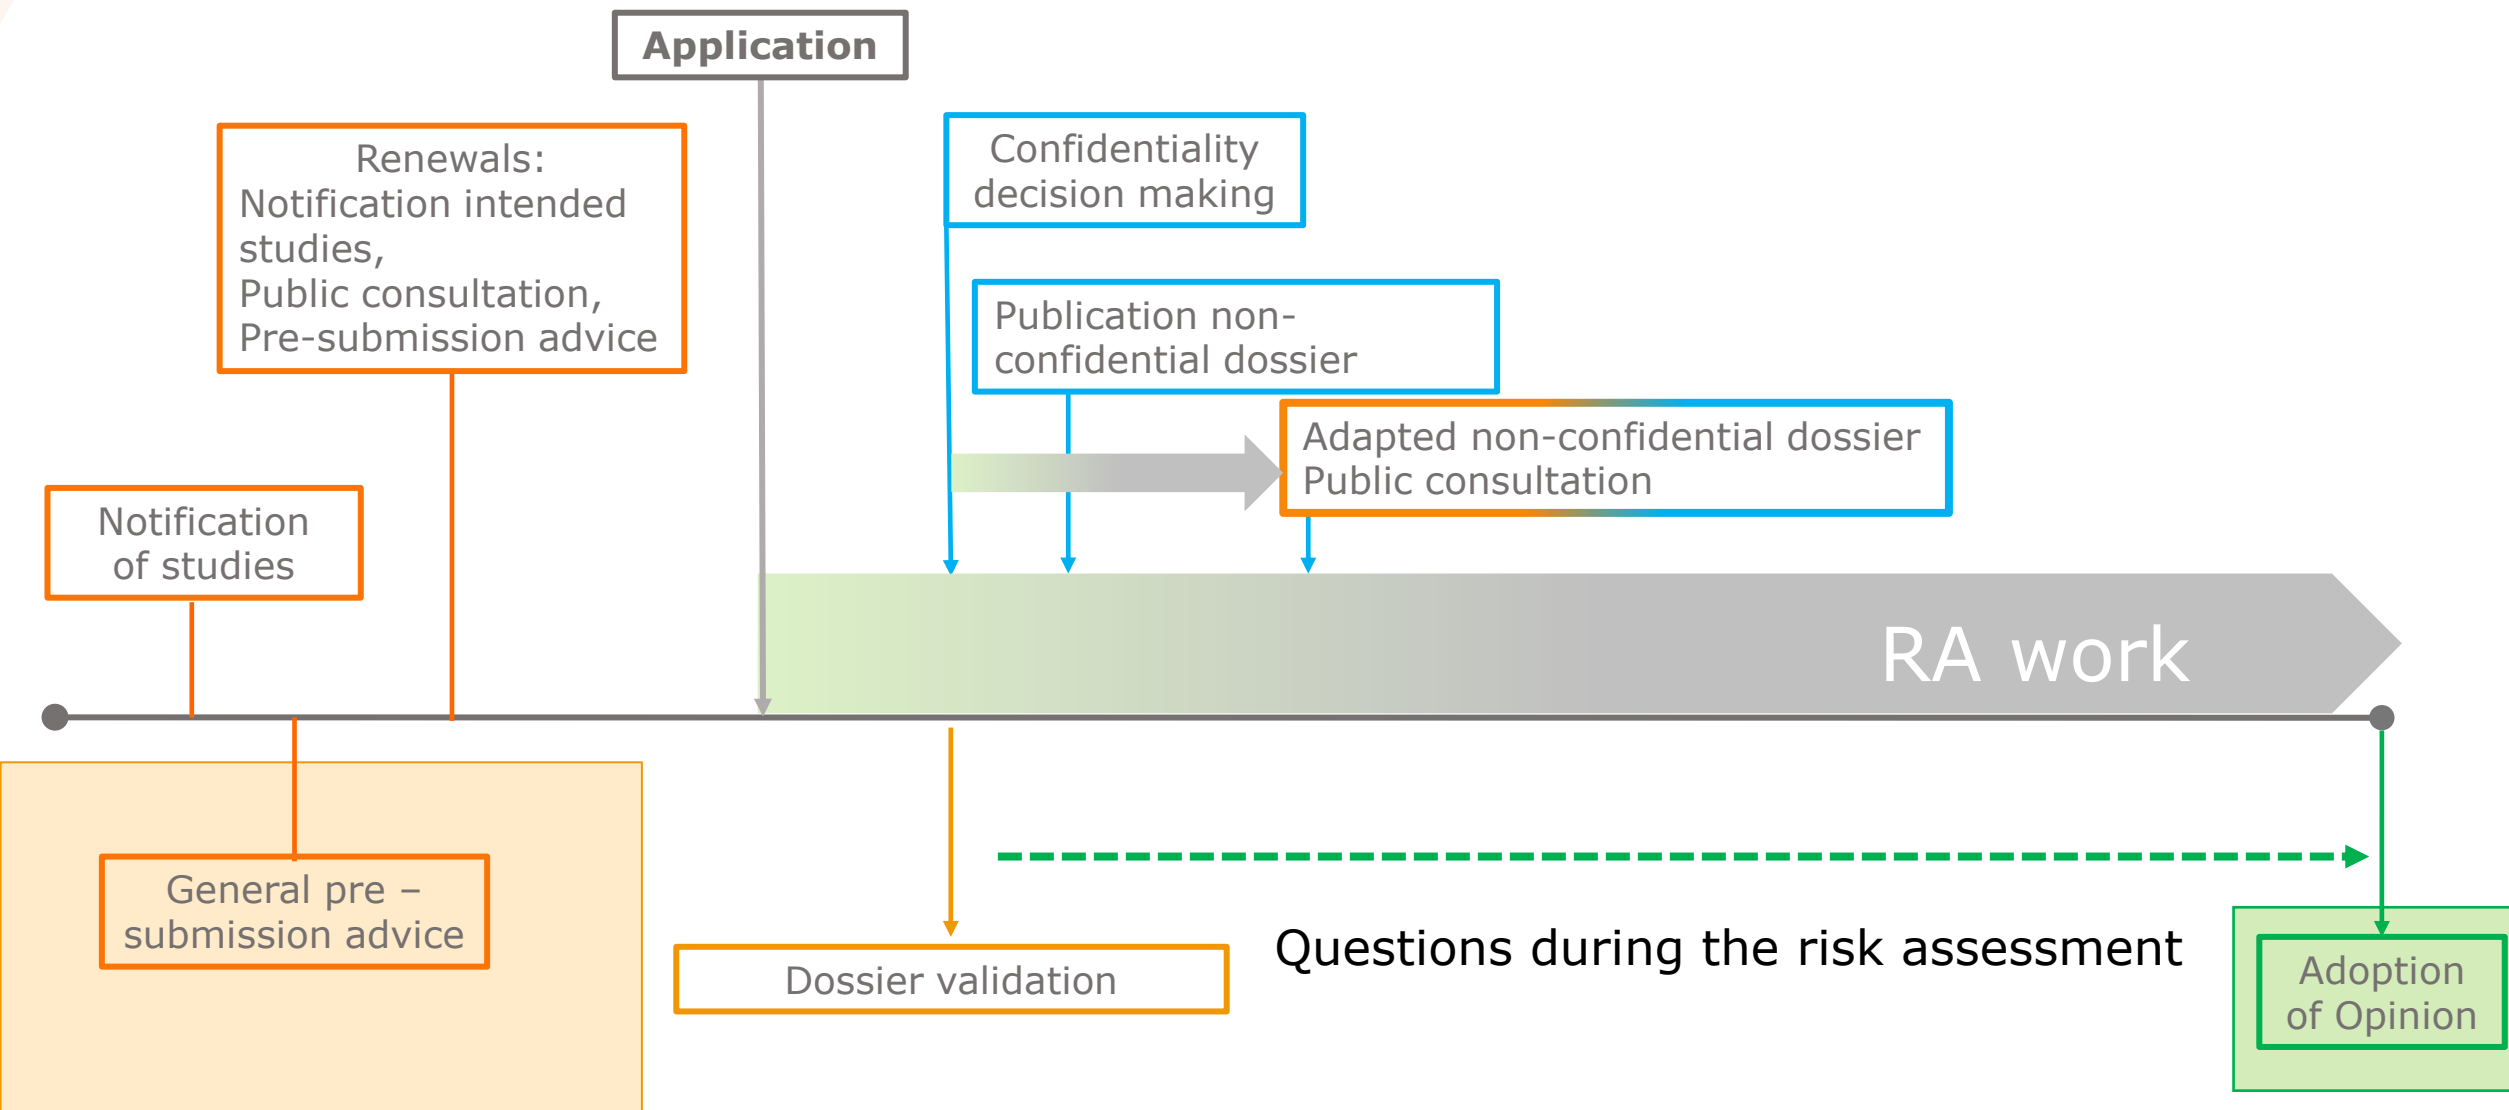 Application
Renewals:
Notification intended
studies,
Public consultation,
Pre-submission advice
Confidentiality
decision making
Publication non-
confidential dossier
Adapted non-confidential dossier
Public consultation
Notification
of studies
RA work
General pre –
submission advice
Dossier validation
Questions during the risk assessment
Adoption
of Opinion